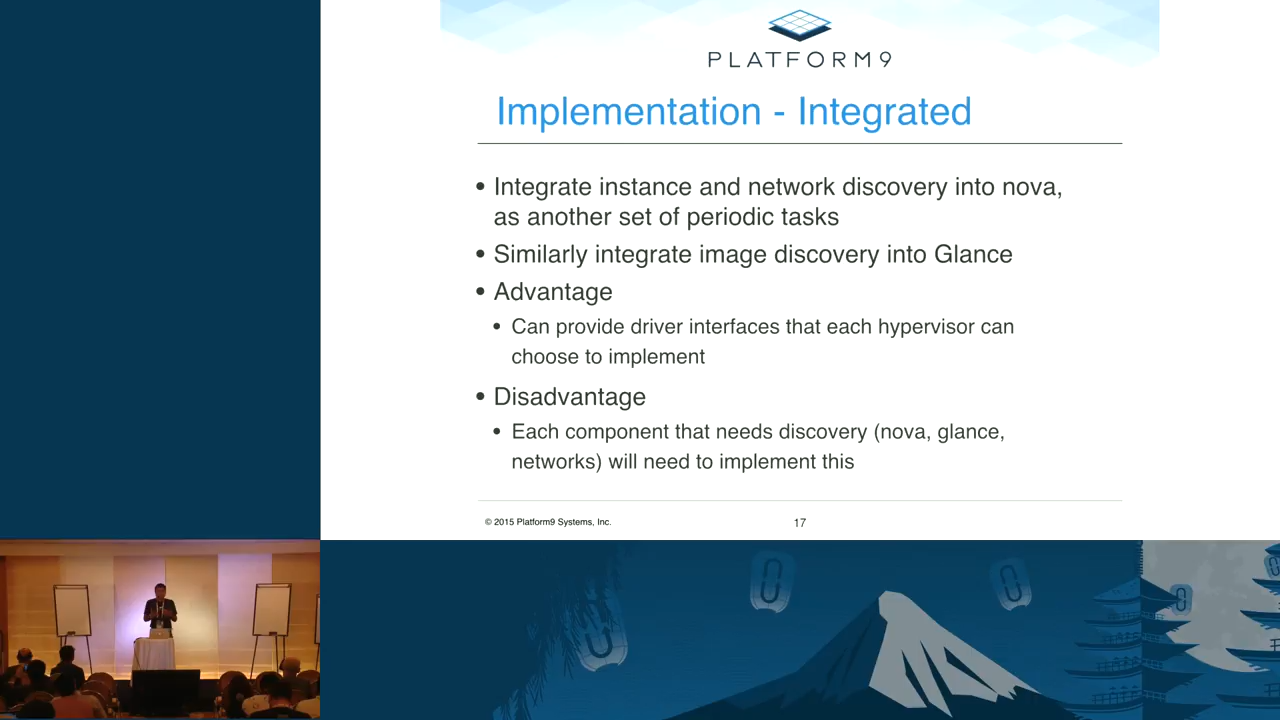 PLATFORM9
Implementation - Integrated
• Integrate instance and network discovery into nova,
as another set of periodic tasks
• Similarly integrate image discovery into Glance
• Advantage
• Can provide driver interfaces that each hypervisor can
choose to implement
• Disadvantage
• Each component that needs discovery (nova, glance,
networks) will need to implement this
© 2015 Platform9 Systems, Inc.
17